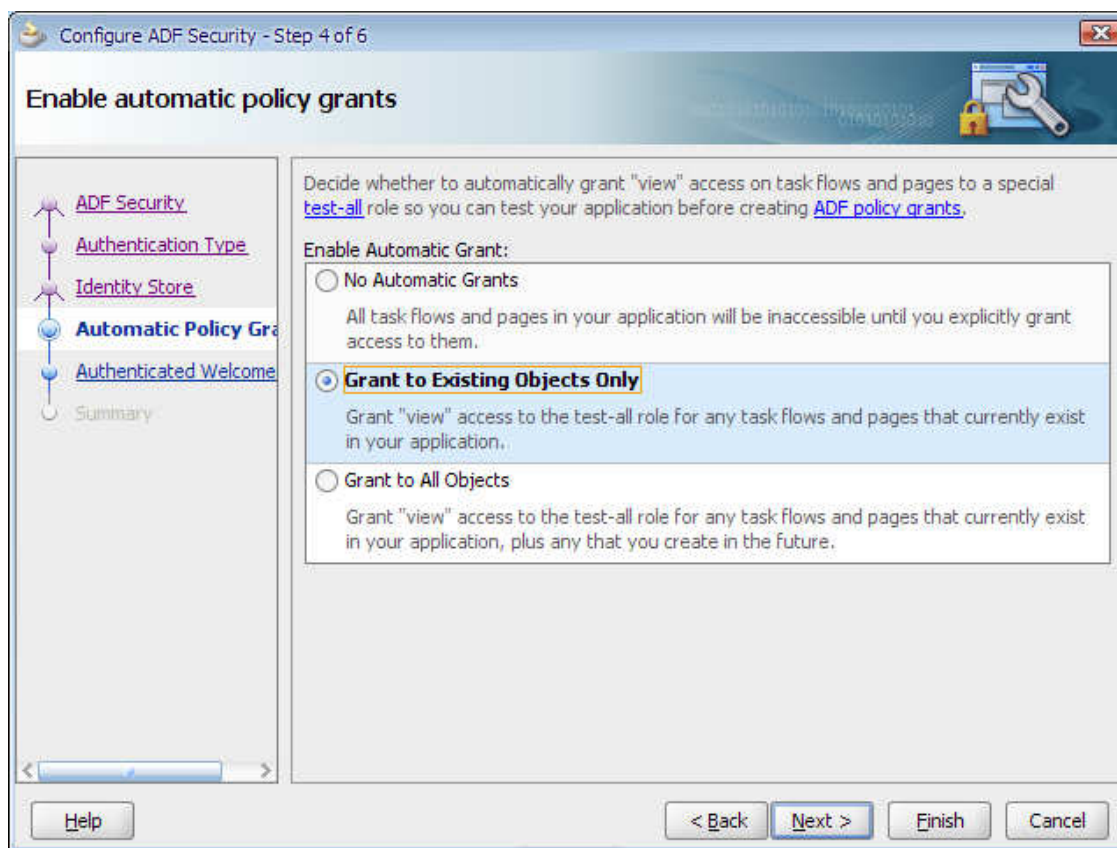 Configure ADF Security - Step 4 of 6
Enable automatic policy grants
ADF Security
Authentication Type
Identity Store
Automatic Policy Gra
Authenticated Welcome
Summary
Decide whether to automatically grant "view" access on task flows and pages to a special
test-all role so you can test your application before creating ADF policy grants.
Enable Automatic Grant:
No Automatic Grants
All task flows and pages in your application will be inaccessible until you explicitly grant
access to them.
Grant to Existing Objects Only
Grant "view" access to the test-all role for any task flows and pages that currently exist
in your application.
Grant to All Objects
Grant "view" access to the test-all role for any task flows and pages that currently exist
in your application, plus any that you create in the future.
Help
< Back
Next >
Finish
Cancel